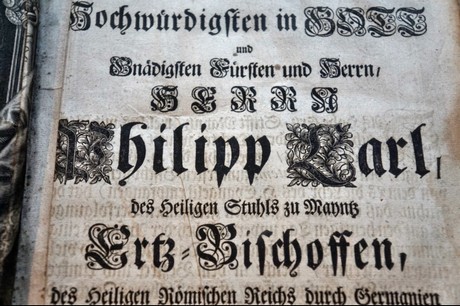 Hochwürdigsten in GOTT
und
Gnädigsten Fürsten und Herrn,
HERRN
Philipp Karl,
des Heiligen Stuhls zu Mayntz
Ertz-Bischoffen,
des Heiligen Römischen Reichs durch Germanien